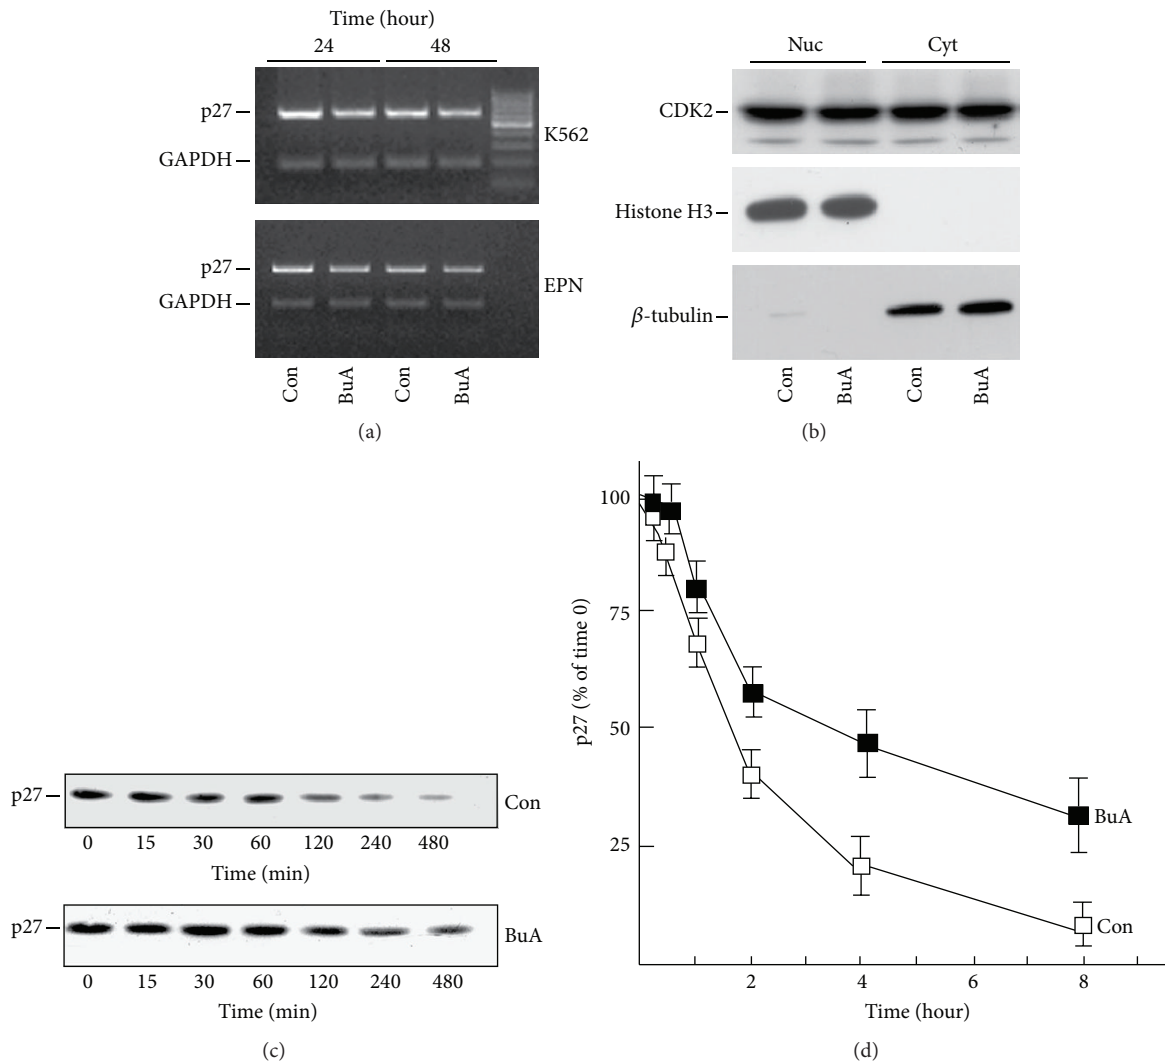 Time (hour)
24 48
p27
GAPDH
K562
p27
GAPDH
EPN
Con BuA Con BuA
(a)
Nuc Cyt
CDK2
Histone H3
β-tubulin
Con BuA Con BuA
(b)
p27
Con
0 15 30 60 120 240 480
Time (min)
p27
BuA
0 15 30 60 120 240 480
Time (min)
(c)
p27 (% of time 0)
100
75
50
25
BuA
Con
2 4 6 8
Time (hour)
(d)